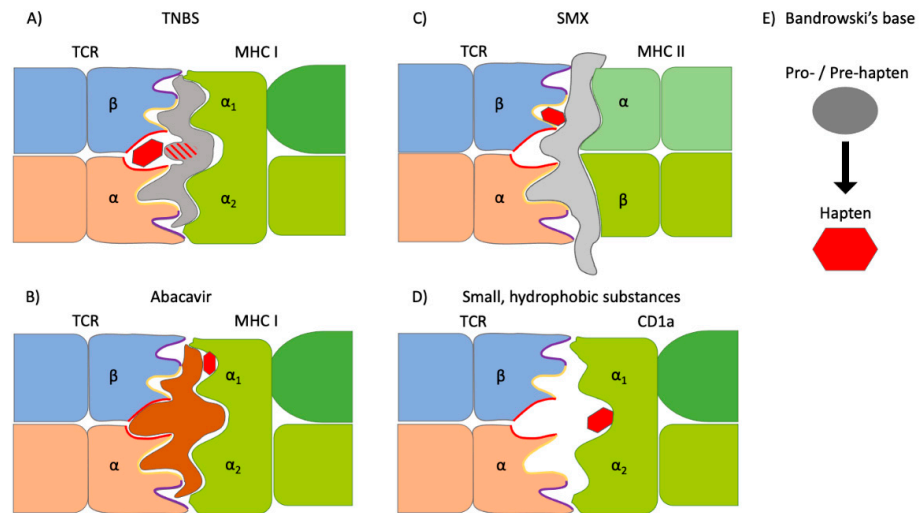 A) TNBS
TCR MHC I
β α₁
α α₂
B) Abacavir
TCR MHC I
β α₁
α α₂
C) SMX
TCR MHC II
β α
α β
D) Small, hydrophobic substances
TCR CD1a
β α₁
α α₂
E) Bandrowski's base
Pro- / Pre-hapten
Hapten